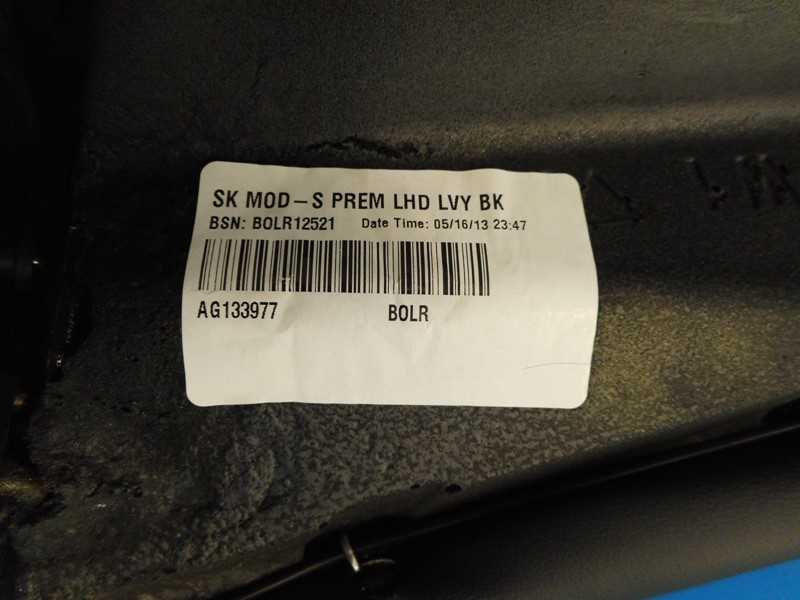 SK MOD-S PREM LHD LVY BK
BSN: BOLR12521 Date Time: 05/16/13 23:47
AG133977 BOLR